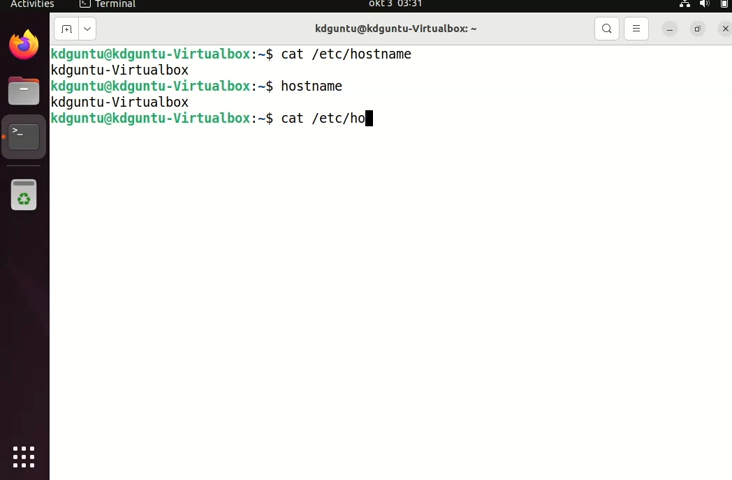 Activities
Terminal
okt 3 03:31
kdguntu@kdguntu-Virtualbox: ~
kdguntu@kdguntu-Virtualbox:~$ cat /etc/hostname
kdguntu-Virtualbox
kdguntu@kdguntu-Virtualbox:~$ hostname
kdguntu-Virtualbox
kdguntu@kdguntu-Virtualbox:~$ cat /etc/ho